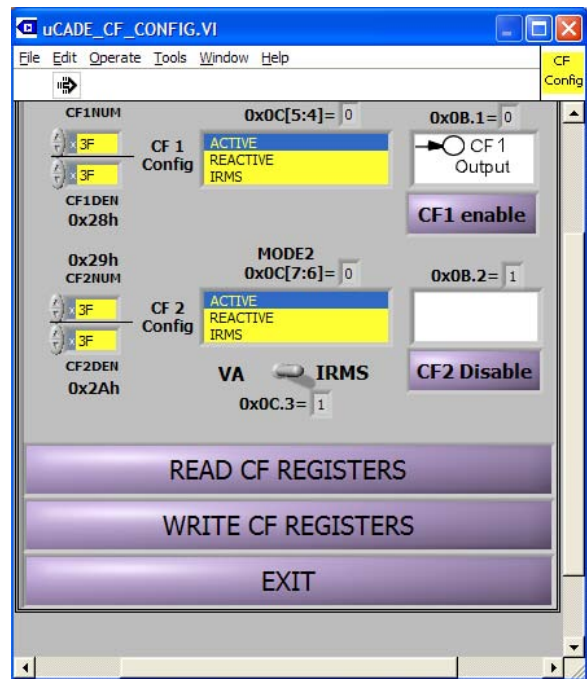 uCADE_CF_CONFIG.VI
File Edit Operate Tools Window Help
CF
Config
CF1NUM
0x0C[5:4]= 0
0x0B.1= 0
x 3F
x 3F
CF 1
Config
ACTIVE
REACTIVE
IRMS
CF1
Output
CF1DEN
0x28h
CF1 enable
0x29h
CF2NUM
MODE2
0x0C[7:6]= 0
0x0B.2= 1
x 3F
x 3F
CF 2
Config
ACTIVE
REACTIVE
IRMS
CF2DEN
0x2Ah
VA IRMS
0x0C.3= 1
CF2 Disable
READ CF REGISTERS
WRITE CF REGISTERS
EXIT